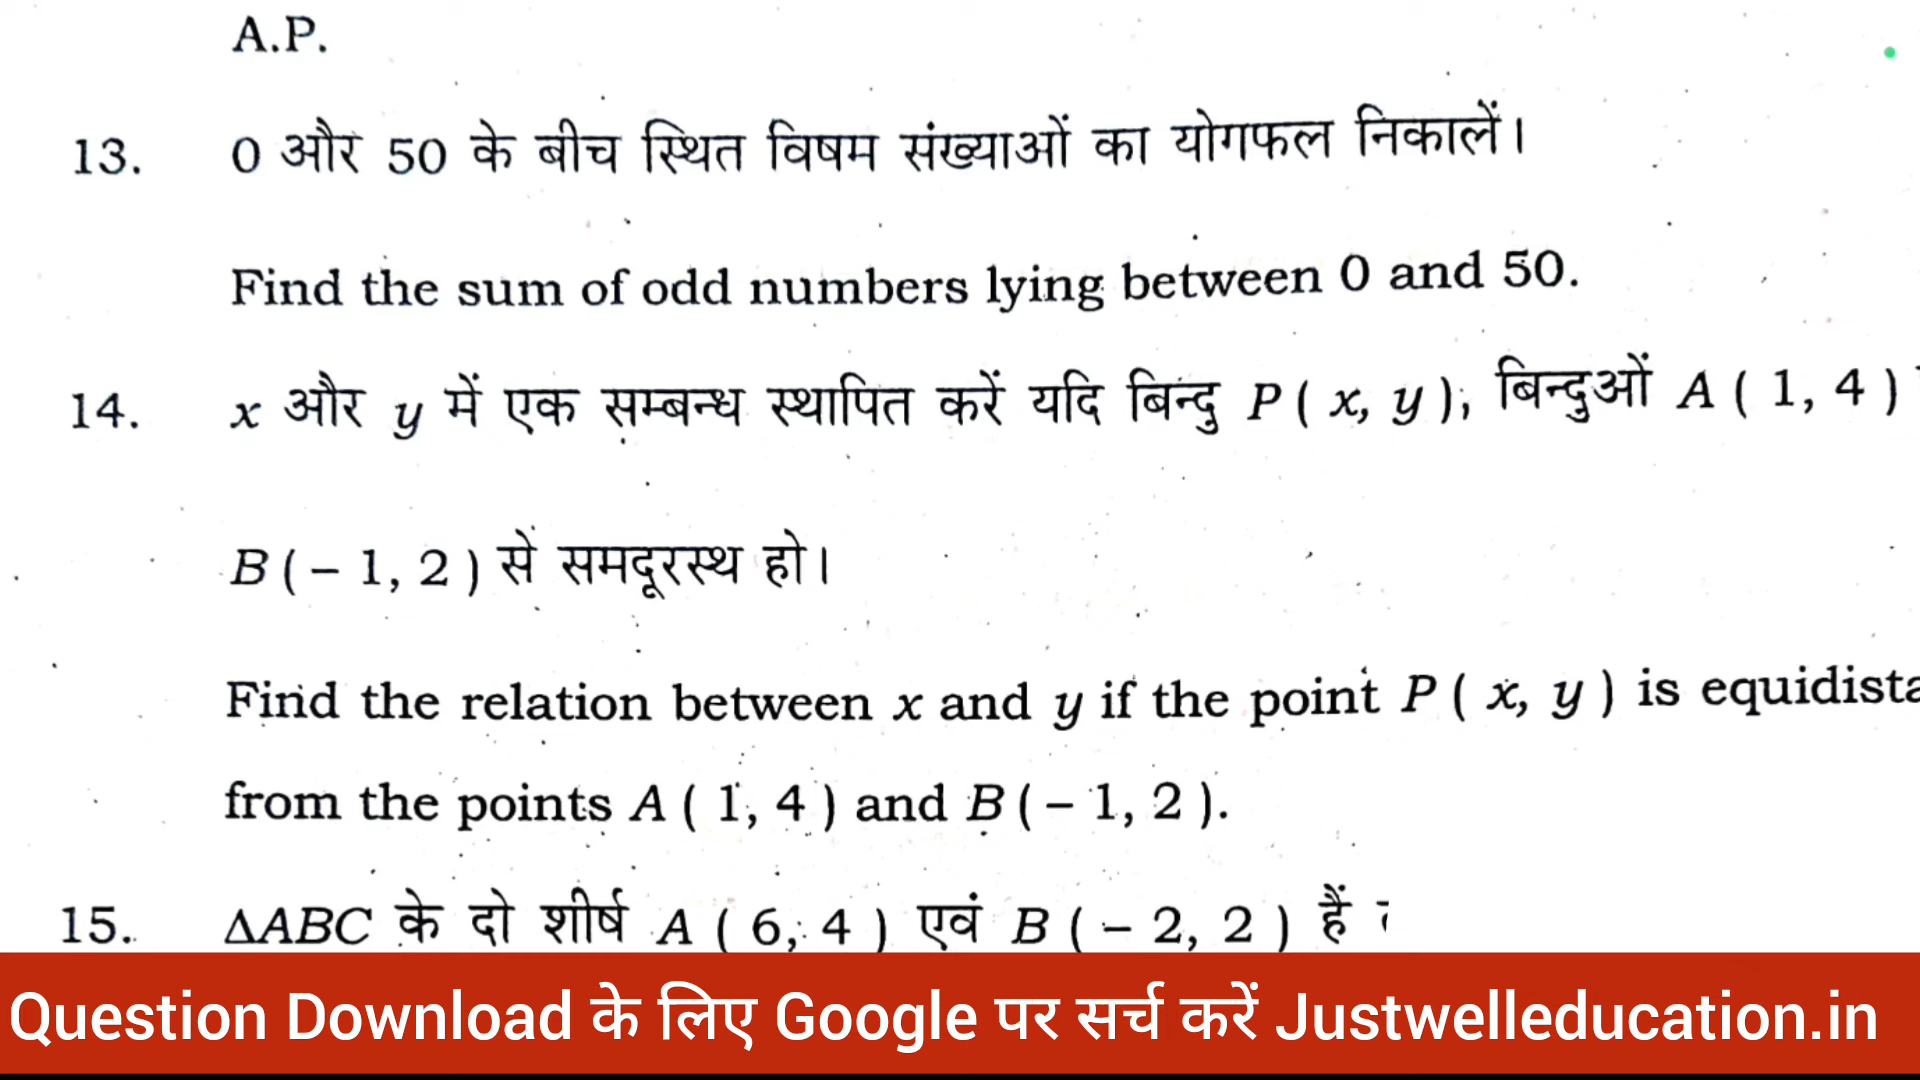 A.P.
13. 0 और 50 के बीच स्थित विषम संख्याओं का योगफल निकालें।
Find the sum of odd numbers lying between 0 and 50.
14. x और y में एक सम्बन्ध स्थापित करें यदि बिन्दु P ( x, y ), बिन्दुओं A ( 1, 4 )
B ( – 1, 2 ) से समदूरस्थ हो।
Find the relation between x and y if the point P ( x, y ) is equidista
from the points A ( 1, 4 ) and B ( – 1, 2 ).
15. ΔABC के दो शीर्ष A ( 6, 4 ) एवं B ( – 2, 2 ) हैं
Question Download के लिए Google पर सर्च करें Justwelleducation.in